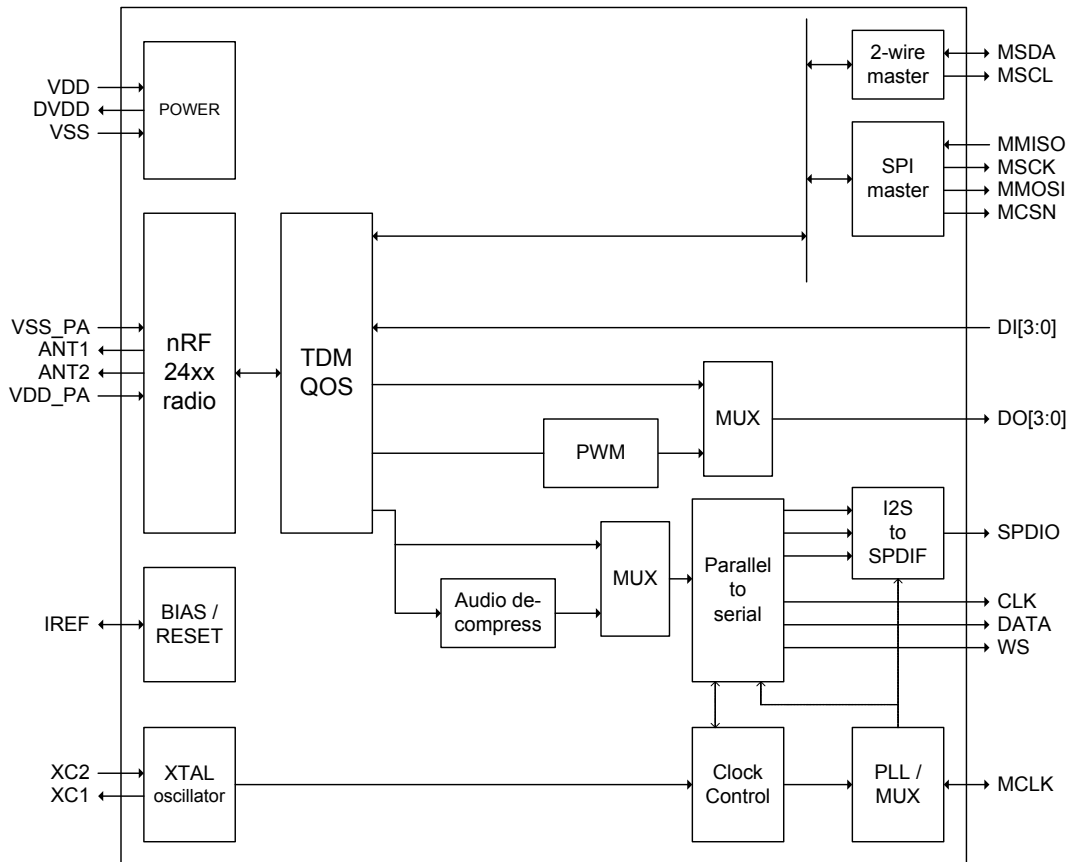 VDD
DVDD
VSS
POWER
2-wire
master
MSDA
MSCL
SPI
master
MMISO
MSCK
MMOSI
MCSN
VSS_PA
ANT1
ANT2
VDD_PA
nRF
24xx
radio
TDM
QOS
DI[3:0]
MUX
DO[3:0]
PWM
MUX
Audio de-
compress
Parallel
to
serial
I2S
to
SPDIF
SPDIO
CLK
DATA
WS
IREF
BIAS /
RESET
XC2
XC1
XTAL
oscillator
Clock
Control
PLL /
MUX
MCLK